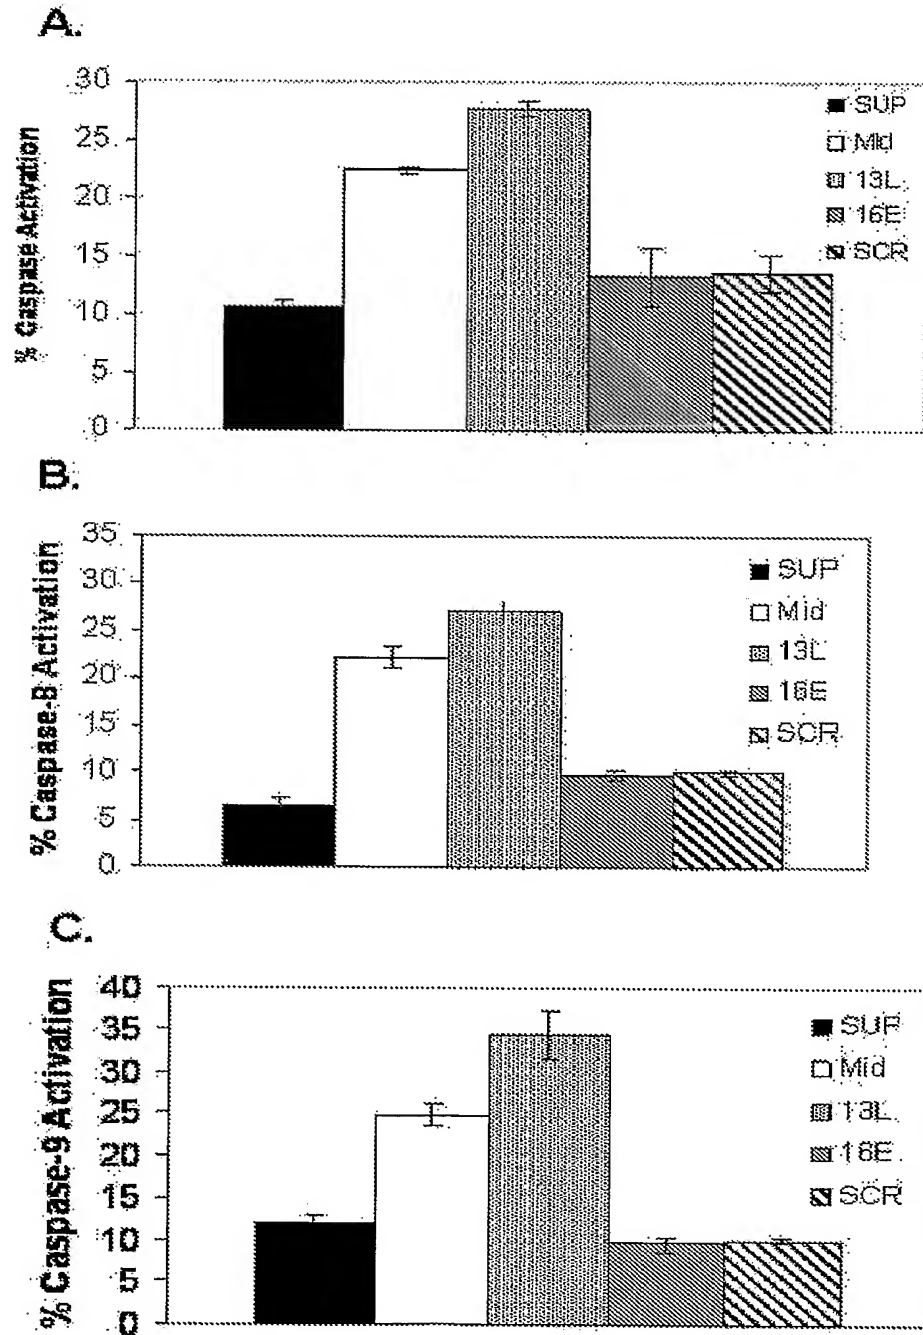 A.
% Caspase Activation
30
25
20
15
10
5
0
SUP
Mid
13L
16E
SCR
B.
% Caspase-8 Activation
35
30
25
20
15
10
5
0
SUP
Mid
13L
16E
SCR
C.
% Caspase-9 Activation
40
35
30
25
20
15
10
5
0
SUP
Mid
13L
16E
SCR